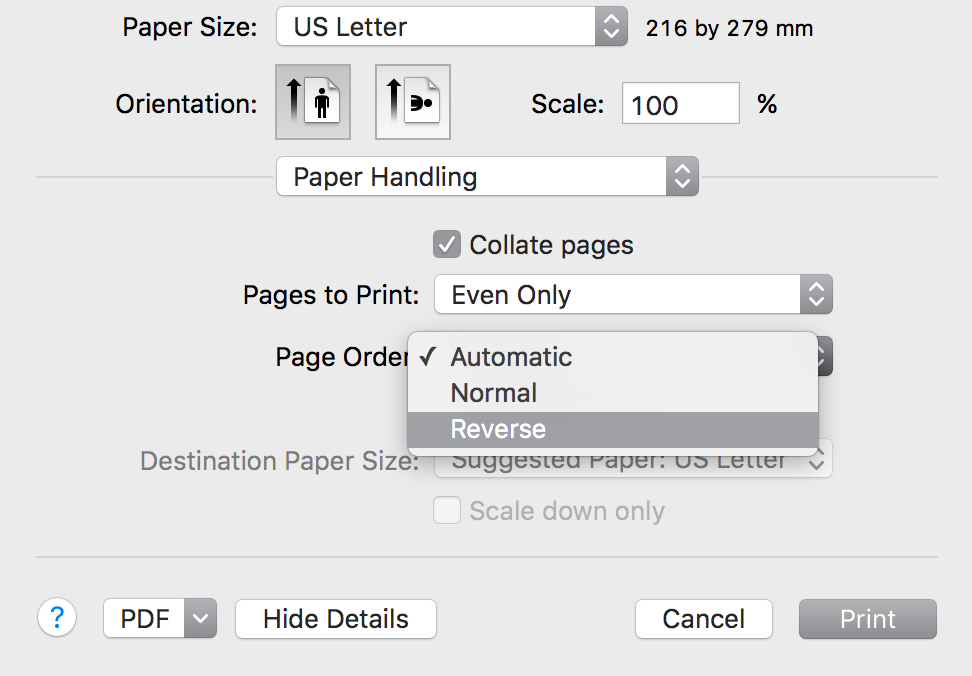 Paper Size: US Letter 216 by 279 mm
Orientation: Scale: 100 %
Paper Handling
Collate pages
Pages to Print: Even Only
Page Order
✓ Automatic
Normal
Reverse
Destination Paper Size: Suggested Paper: US Letter
Scale down only
? PDF Hide Details Cancel Print